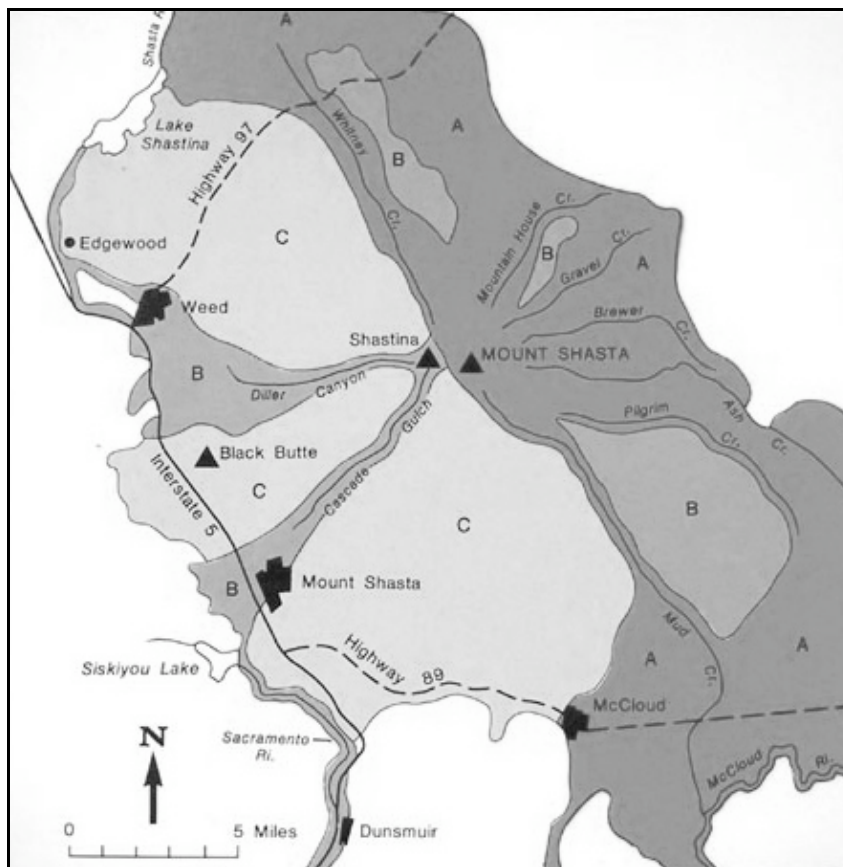 A
Shasta R
Lake
Shastina
Highway 97
Whitney
Cr.
A
B
Mountain House Cr.
B
Gravel Cr.
A
Edgewood
C
Weed
Brewer
Cr.
Shastina
MOUNT SHASTA
B
Diller
Canyon
Gulch
Cascade
Pilgrim
Cr.
Ash
Cr.
Black Butte
Interstate 5
C
C
B
B
Mount Shasta
Mud
Cr.
A
A
Siskiyou Lake
Highway
89
McCloud
N
Sacramento
Ri.
McCloud Ri.
0 5 Miles
Dunsmuir